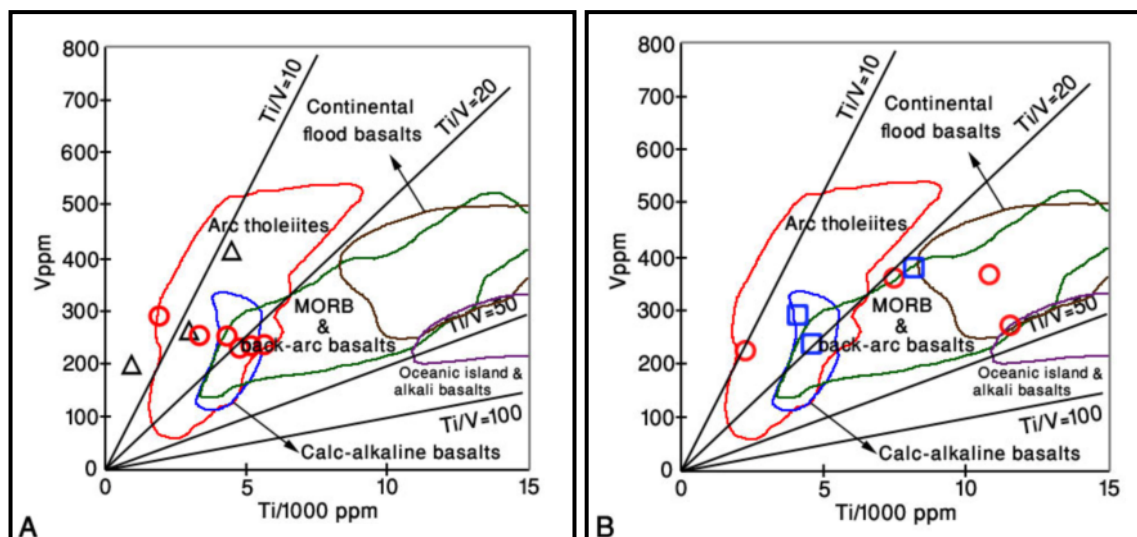 800
700
600
500
400
300
200
100
0
Vppm
Ti/V=10
Ti/V=20
Continental
flood basalts
Arc tholeiites
MORB
&
back-arc basalts
Ti/V=50
Oceanic island &
alkali basalts
Ti/V=100
Calc-alkaline basalts
0 5 10 15
Ti/1000 ppm
A
800
700
600
500
400
300
200
100
0
Ti/V=10
Ti/V=20
Continental
flood basalts
Arc tholeiites
MORB
&
back-arc basalts
Ti/V=50
Oceanic island &
alkali basalts
Ti/V=100
Calc-alkaline basalts
0 5 10 15
Ti/1000 ppm
B